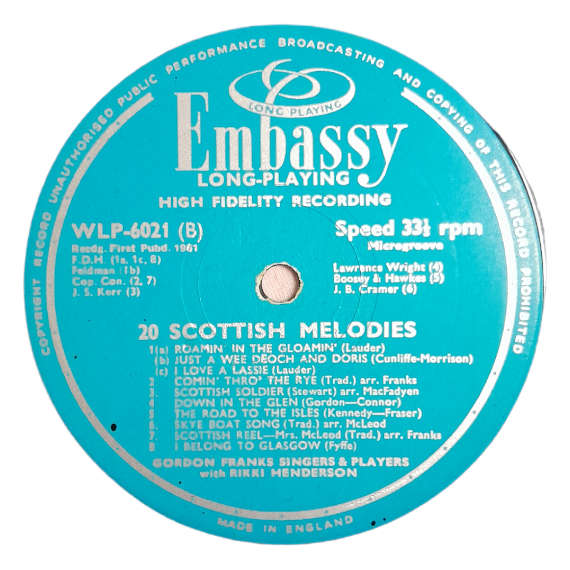 COPYRIGHT RECORD UNAUTHORISED PUBLIC PERFORMANCE BROADCASTING AND COPYING OF THIS RECORD PROHIBITED
LONG PLAYING
Embassy
LONG-PLAYING
HIGH FIDELITY RECORDING
WLP-6021 (B)
Recdg. First Pubd. 1961
F.D.H. (1a, 1c, 8)
Feldman (1b)
Cop. Con. (2, 7)
J. S. Kerr (3)
Speed 33⅓ rpm
Microgroove
Lawrence Wright (4)
Boosey & Hawkes (5)
J. B. Cramer (6)
20 SCOTTISH MELODIES
1(a) ROAMIN' IN THE GLOAMIN' (Lauder)
(b) JUST A WEE DEOCH AND DORIS (Cunliffe-Morrison)
(c) I LOVE A LASSIE (Lauder)
2 COMIN' THRO' THE RYE (Trad.) arr. Franks
3. SCOTTISH SOLDIER (Stewart) arr. MacFadyen
4 DOWN IN THE GLEN (Gordon—Connor)
5. THE ROAD TO THE ISLES (Kennedy—Fraser)
6. SKYE BOAT SONG (Trad.) arr. McLeod
7 SCOTTISH REEL—Mrs. McLeod (Trad.) arr. Franks
8 I BELONG TO GLASGOW (Fyffe)
GORDON FRANKS SINGERS & PLAYERS
with RIKKI HENDERSON
MADE IN ENGLAND